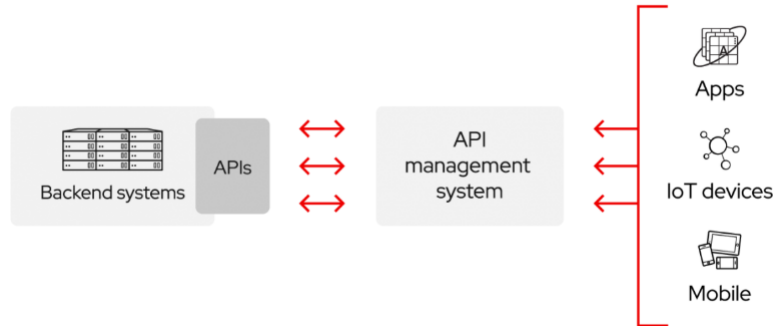 Backend systems
APIs
API
management
system
A
Apps
IoT devices
Mobile